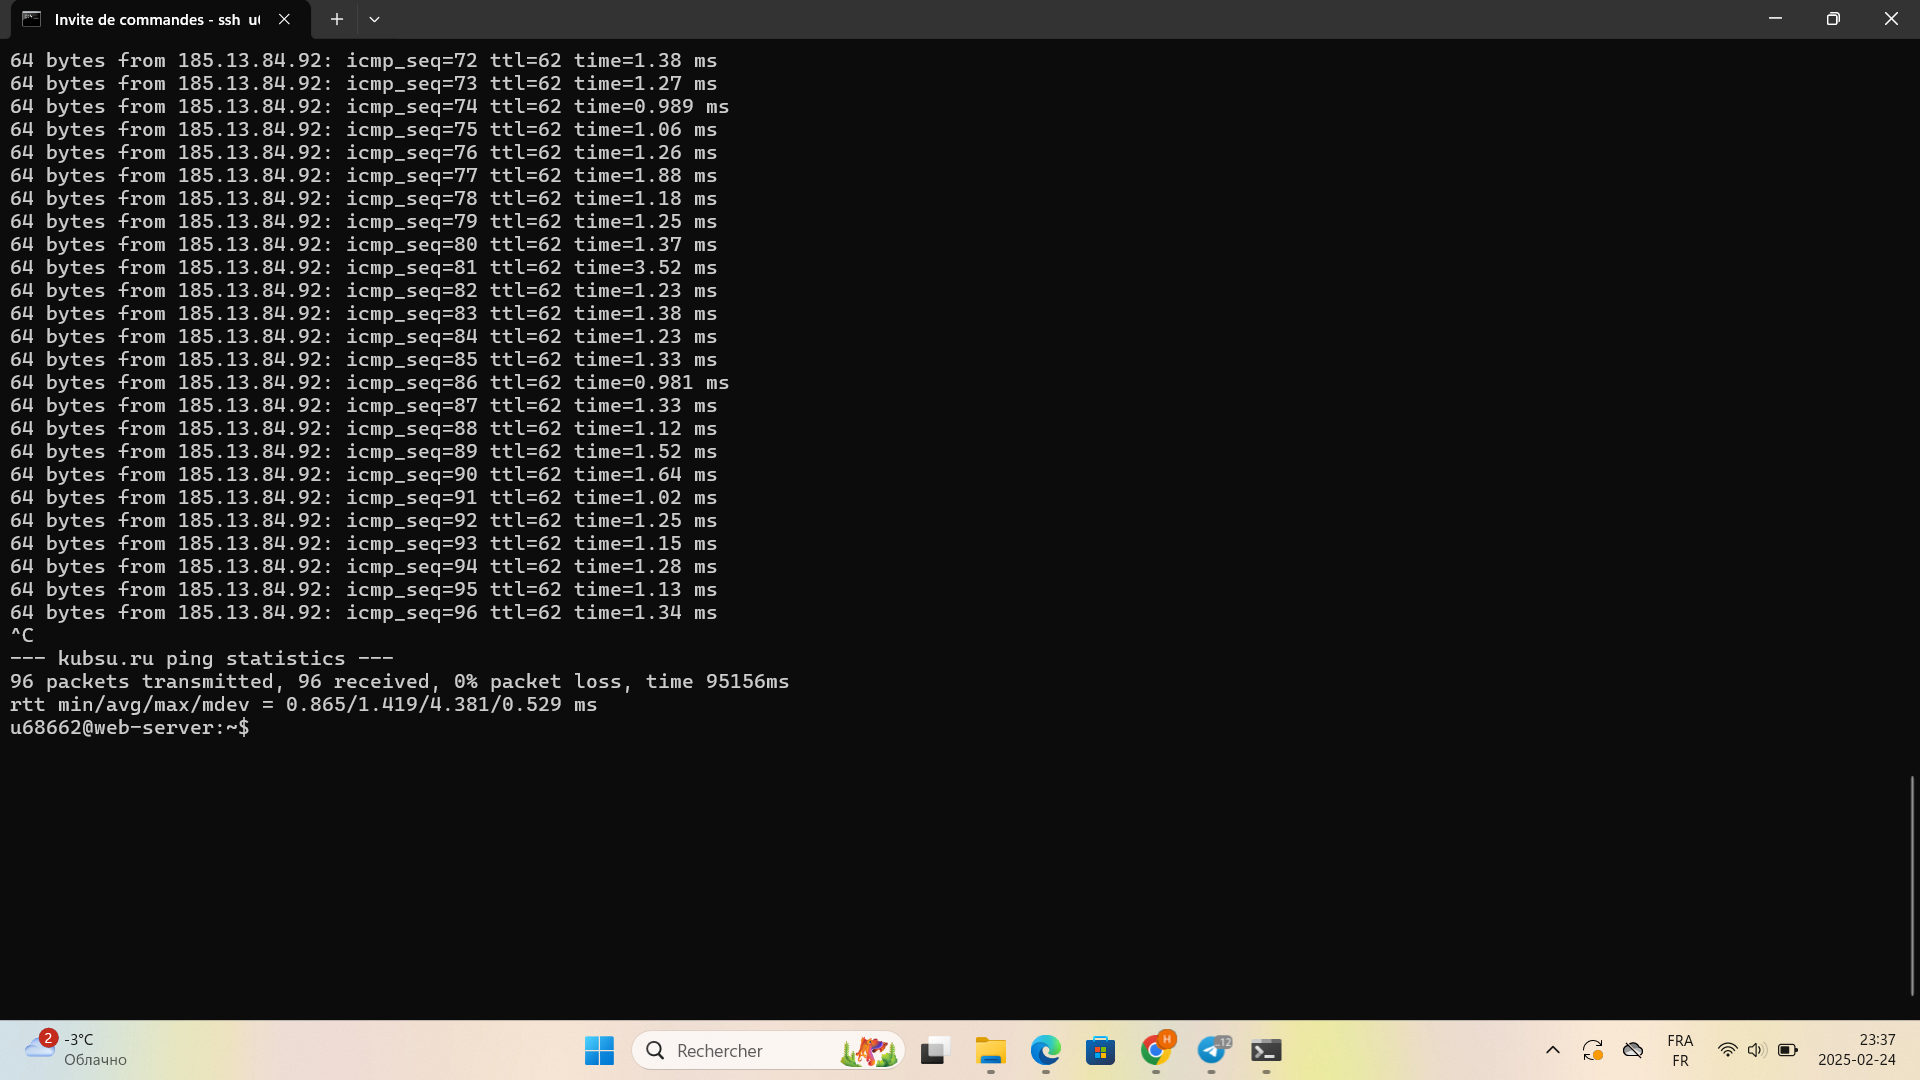 Invite de commandes - ssh
64 bytes from 185.13.84.92: icmp_seq=72 ttl=62 time=1.38 ms
64 bytes from 185.13.84.92: icmp_seq=73 ttl=62 time=1.27 ms
64 bytes from 185.13.84.92: icmp_seq=74 ttl=62 time=0.989 ms
64 bytes from 185.13.84.92: icmp_seq=75 ttl=62 time=1.06 ms
64 bytes from 185.13.84.92: icmp_seq=76 ttl=62 time=1.26 ms
64 bytes from 185.13.84.92: icmp_seq=77 ttl=62 time=1.88 ms
64 bytes from 185.13.84.92: icmp_seq=78 ttl=62 time=1.18 ms
64 bytes from 185.13.84.92: icmp_seq=79 ttl=62 time=1.25 ms
64 bytes from 185.13.84.92: icmp_seq=80 ttl=62 time=1.37 ms
64 bytes from 185.13.84.92: icmp_seq=81 ttl=62 time=3.52 ms
64 bytes from 185.13.84.92: icmp_seq=82 ttl=62 time=1.23 ms
64 bytes from 185.13.84.92: icmp_seq=83 ttl=62 time=1.38 ms
64 bytes from 185.13.84.92: icmp_seq=84 ttl=62 time=1.23 ms
64 bytes from 185.13.84.92: icmp_seq=85 ttl=62 time=1.33 ms
64 bytes from 185.13.84.92: icmp_seq=86 ttl=62 time=0.981 ms
64 bytes from 185.13.84.92: icmp_seq=87 ttl=62 time=1.33 ms
64 bytes from 185.13.84.92: icmp_seq=88 ttl=62 time=1.12 ms
64 bytes from 185.13.84.92: icmp_seq=89 ttl=62 time=1.52 ms
64 bytes from 185.13.84.92: icmp_seq=90 ttl=62 time=1.64 ms
64 bytes from 185.13.84.92: icmp_seq=91 ttl=62 time=1.02 ms
64 bytes from 185.13.84.92: icmp_seq=92 ttl=62 time=1.25 ms
64 bytes from 185.13.84.92: icmp_seq=93 ttl=62 time=1.15 ms
64 bytes from 185.13.84.92: icmp_seq=94 ttl=62 time=1.28 ms
64 bytes from 185.13.84.92: icmp_seq=95 ttl=62 time=1.13 ms
64 bytes from 185.13.84.92: icmp_seq=96 ttl=62 time=1.34 ms
^C
--- kubsu.ru ping statistics ---
96 packets transmitted, 96 received, 0% packet loss, time 95156ms
rtt min/avg/max/mdev = 0.865/1.419/4.381/0.529 ms
u68662@web-server:~$
2
-3°C
Облачно
Rechercher
H
12
FRA
FR
23:37
2025-02-24